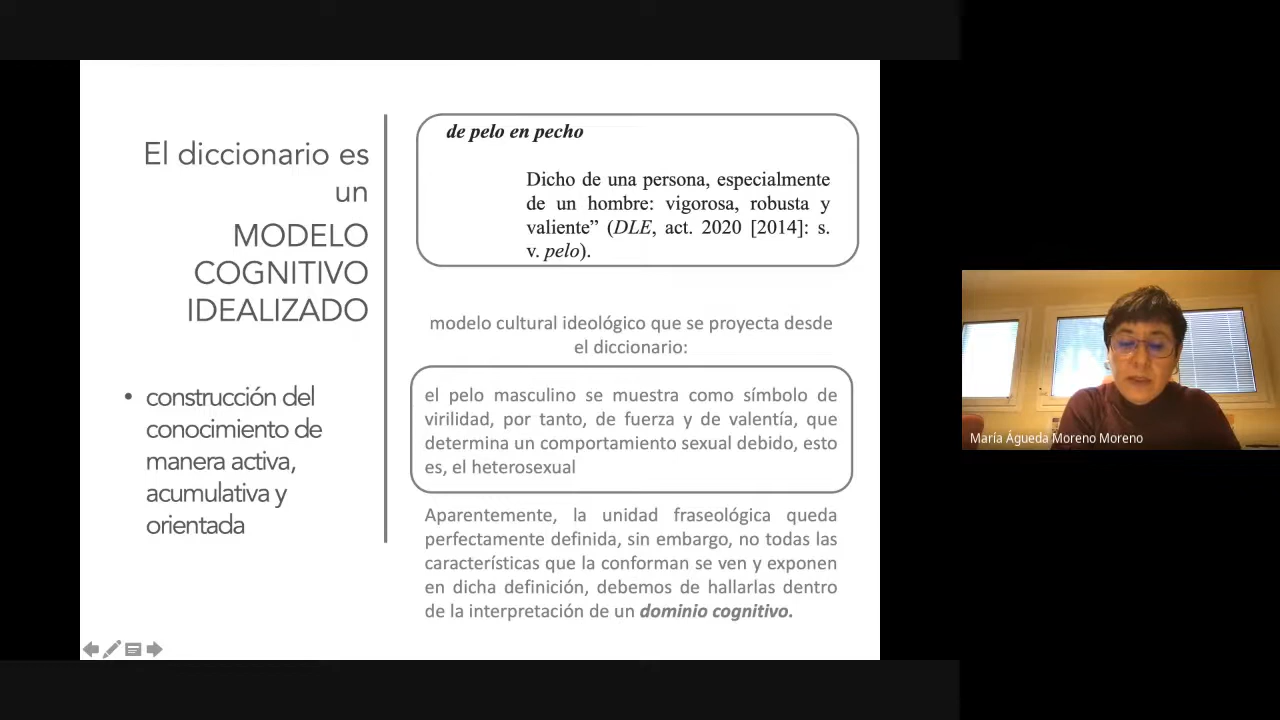 El diccionario es
un
MODELO
COGNITIVO
IDEALIZADO
• construcción del
conocimiento de
manera activa,
acumulativa y
orientada
de pelo en pecho
Dicho de una persona, especialmente
de un hombre: vigorosa, robusta y
valiente” (DLE, act. 2020 [2014]: s.
v. pelo).
modelo cultural ideológico que se proyecta desde
el diccionario:
el pelo masculino se muestra como símbolo de
virilidad, por tanto, de fuerza y de valentía, que
determina un comportamiento sexual debido, esto
es, el heterosexual
Aparentemente, la unidad fraseológica queda
perfectamente definida, sin embargo, no todas las
características que la conforman se ven y exponen
en dicha definición, debemos de hallarlas dentro
de la interpretación de un dominio cognitivo.
María Águeda Moreno Moreno